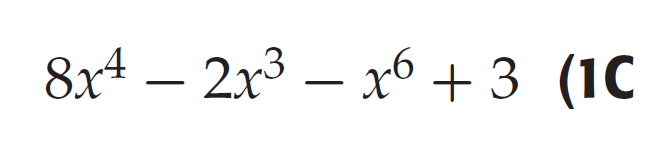 8x⁴ − 2x³ − x⁶ + 3 (1C